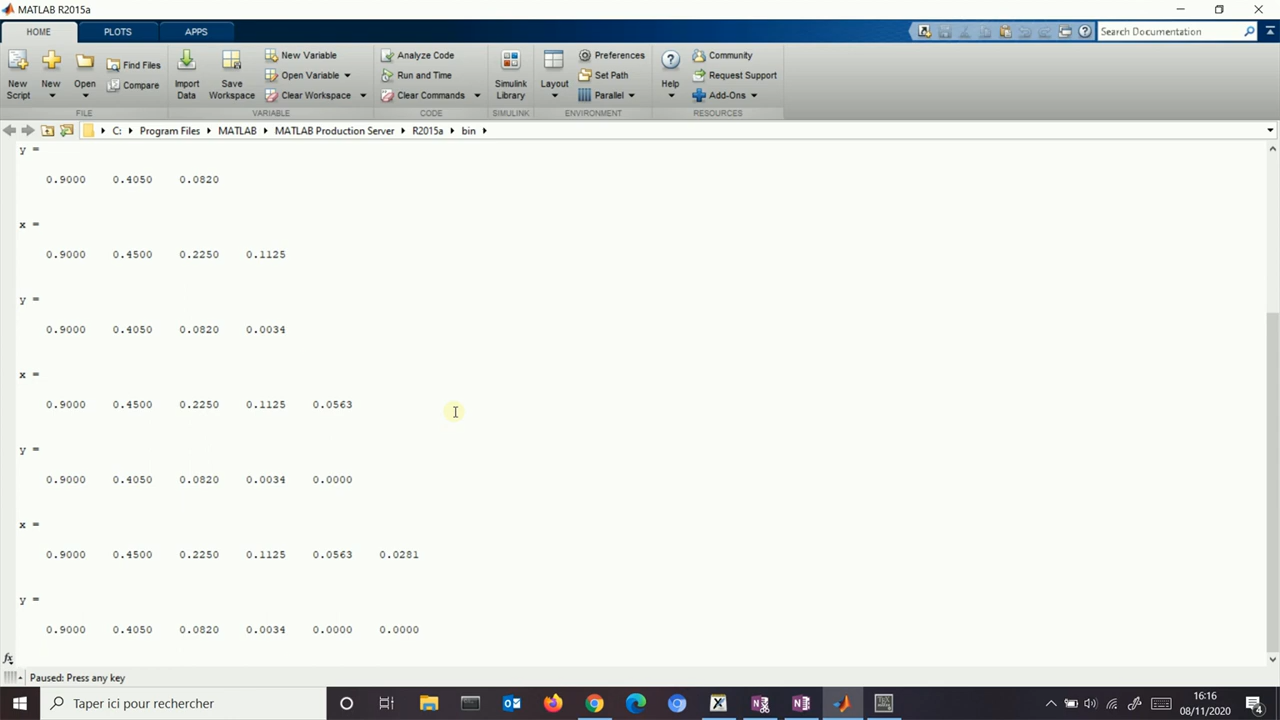 MATLAB R2015a
HOME PLOTS APPS Search Documentation
New Script New Open Find Files Compare Import Data Save Workspace New Variable Open Variable Clear Workspace Analyze Code Run and Time Clear Commands Simulink Library Layout Preferences Set Path Parallel Help Community Request Support Add-Ons
FILE VARIABLE CODE SIMULINK ENVIRONMENT RESOURCES
C: Program Files MATLAB MATLAB Production Server R2015a bin
y =
0.9000 0.4050 0.0820
x =
0.9000 0.4500 0.2250 0.1125
y =
0.9000 0.4050 0.0820 0.0034
x =
0.9000 0.4500 0.2250 0.1125 0.0563
y =
0.9000 0.4050 0.0820 0.0034 0.0000
x =
0.9000 0.4500 0.2250 0.1125 0.0563 0.0281
y =
0.9000 0.4050 0.0820 0.0034 0.0000 0.0000
fx
Paused: Press any key
Taper ici pour rechercher
16:16
08/11/2020